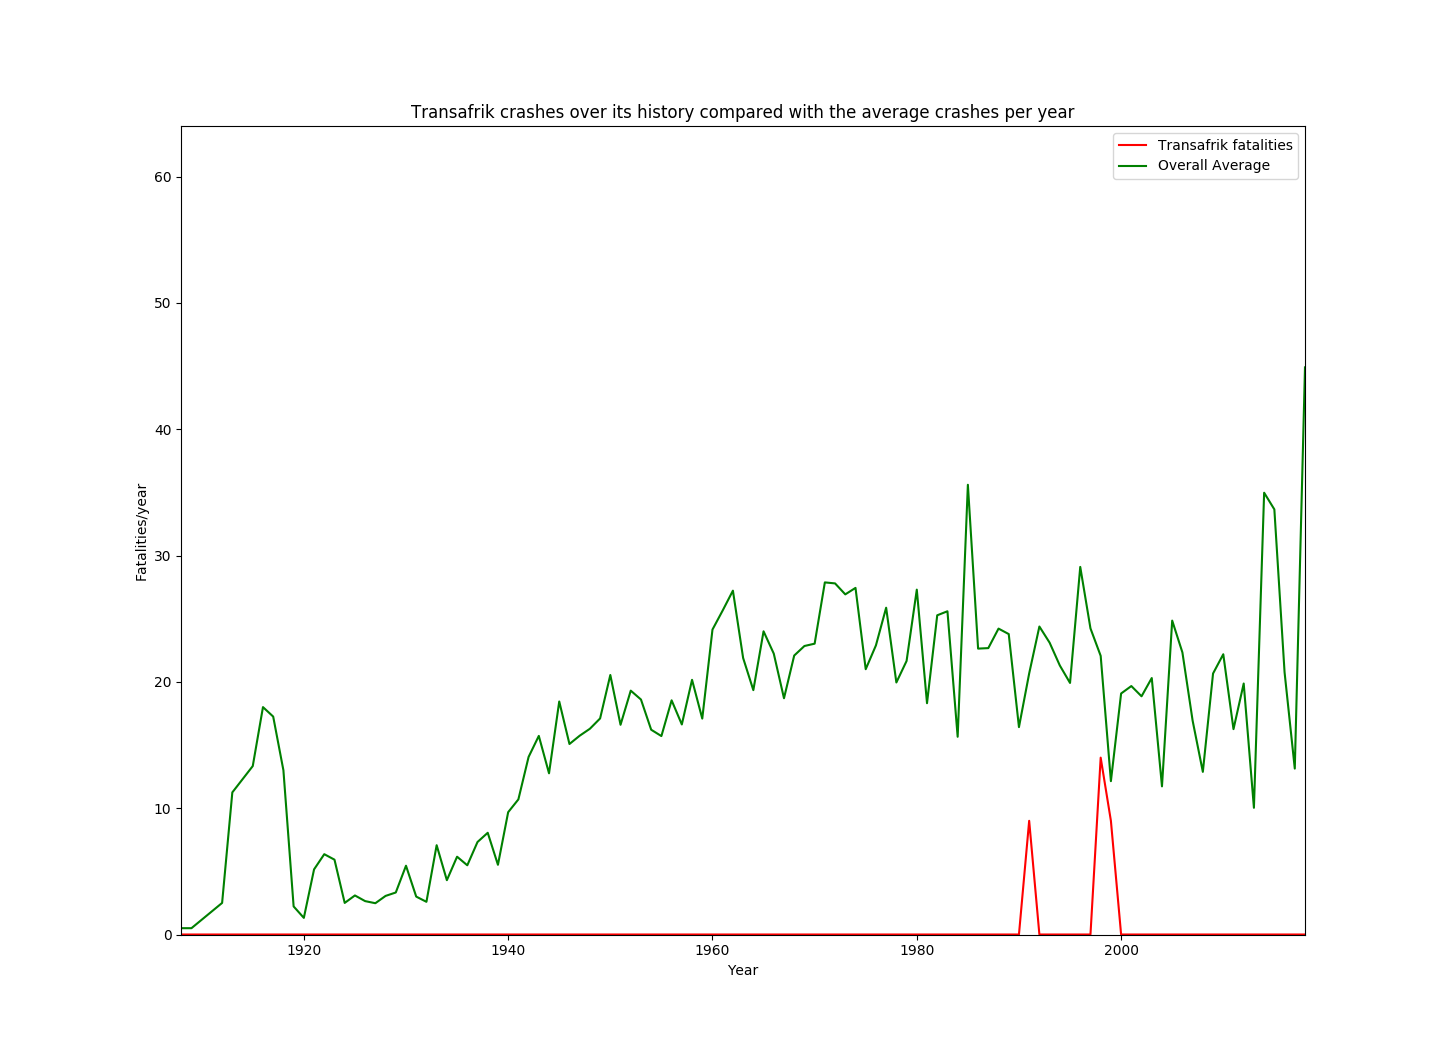 Transafrik crashes over its history compared with the average crashes per year
Transafrik fatalities
Overall Average
60
50
40
30
20
10
0
Fatalities/year
1920 1940 1960 1980 2000
Year